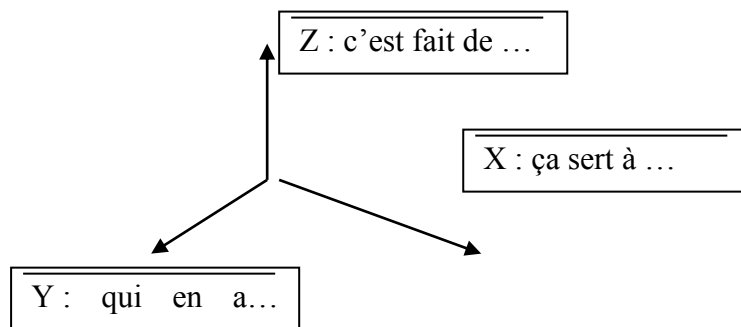 Z : c’est fait de …
X : ça sert à …
Y : qui en a…